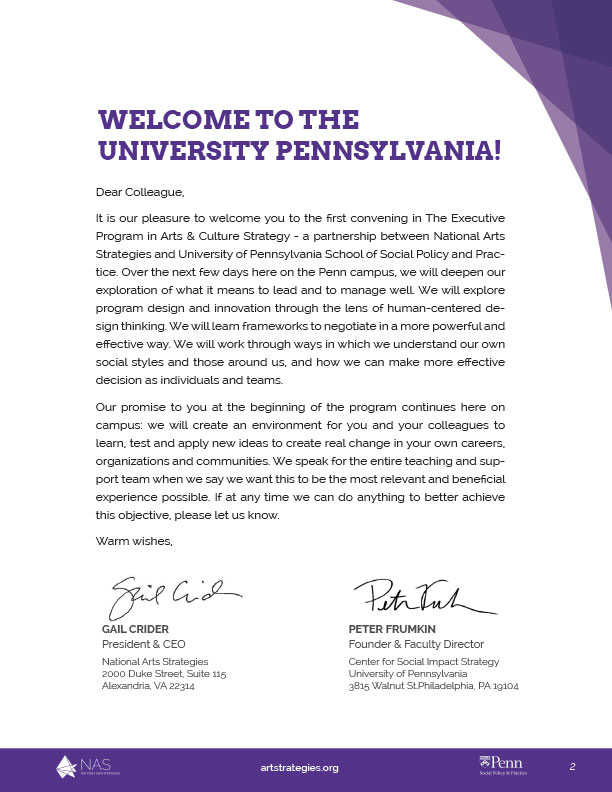 WELCOME TO THE
UNIVERSITY PENNSYLVANIA!
Dear Colleague,
It is our pleasure to welcome you to the first convening in The Executive
Program in Arts & Culture Strategy - a partnership between National Arts
Strategies and University of Pennsylvania School of Social Policy and Prac-
tice. Over the next few days here on the Penn campus, we will deepen our
exploration of what it means to lead and to manage well. We will explore
program design and innovation through the lens of human-centered de-
sign thinking. We will learn frameworks to negotiate in a more powerful and
effective way. We will work through ways in which we understand our own
social styles and those around us, and how we can make more effective
decision as individuals and teams.
Our promise to you at the beginning of the program continues here on
campus: we will create an environment for you and your colleagues to
learn, test and apply new ideas to create real change in your own careers,
organizations and communities. We speak for the entire teaching and sup-
port team when we say we want this to be the most relevant and beneficial
experience possible. If at any time we can do anything to better achieve
this objective, please let us know.
Warm wishes,
Gail Crider
GAIL CRIDER
President & CEO
National Arts Strategies
2000 Duke Street, Suite 115
Alexandria, VA 22314
PETER FRUMKIN
Founder & Faculty Director
Center for Social Impact Strategy
University of Pennsylvania
3815 Walnut St.Philadelphia, PA 19104
NAS
NATIONAL ARTS STRATEGIES
artstrategies.org
Penn
Social Policy & Practice
2